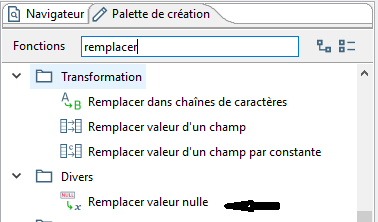 Navigateur Palette de création
Fonctions remplacer
Transformation
A B Remplacer dans chaînes de caractères
Remplacer valeur d'un champ
Remplacer valeur d'un champ par constante
Divers
NULL x Remplacer valeur nulle